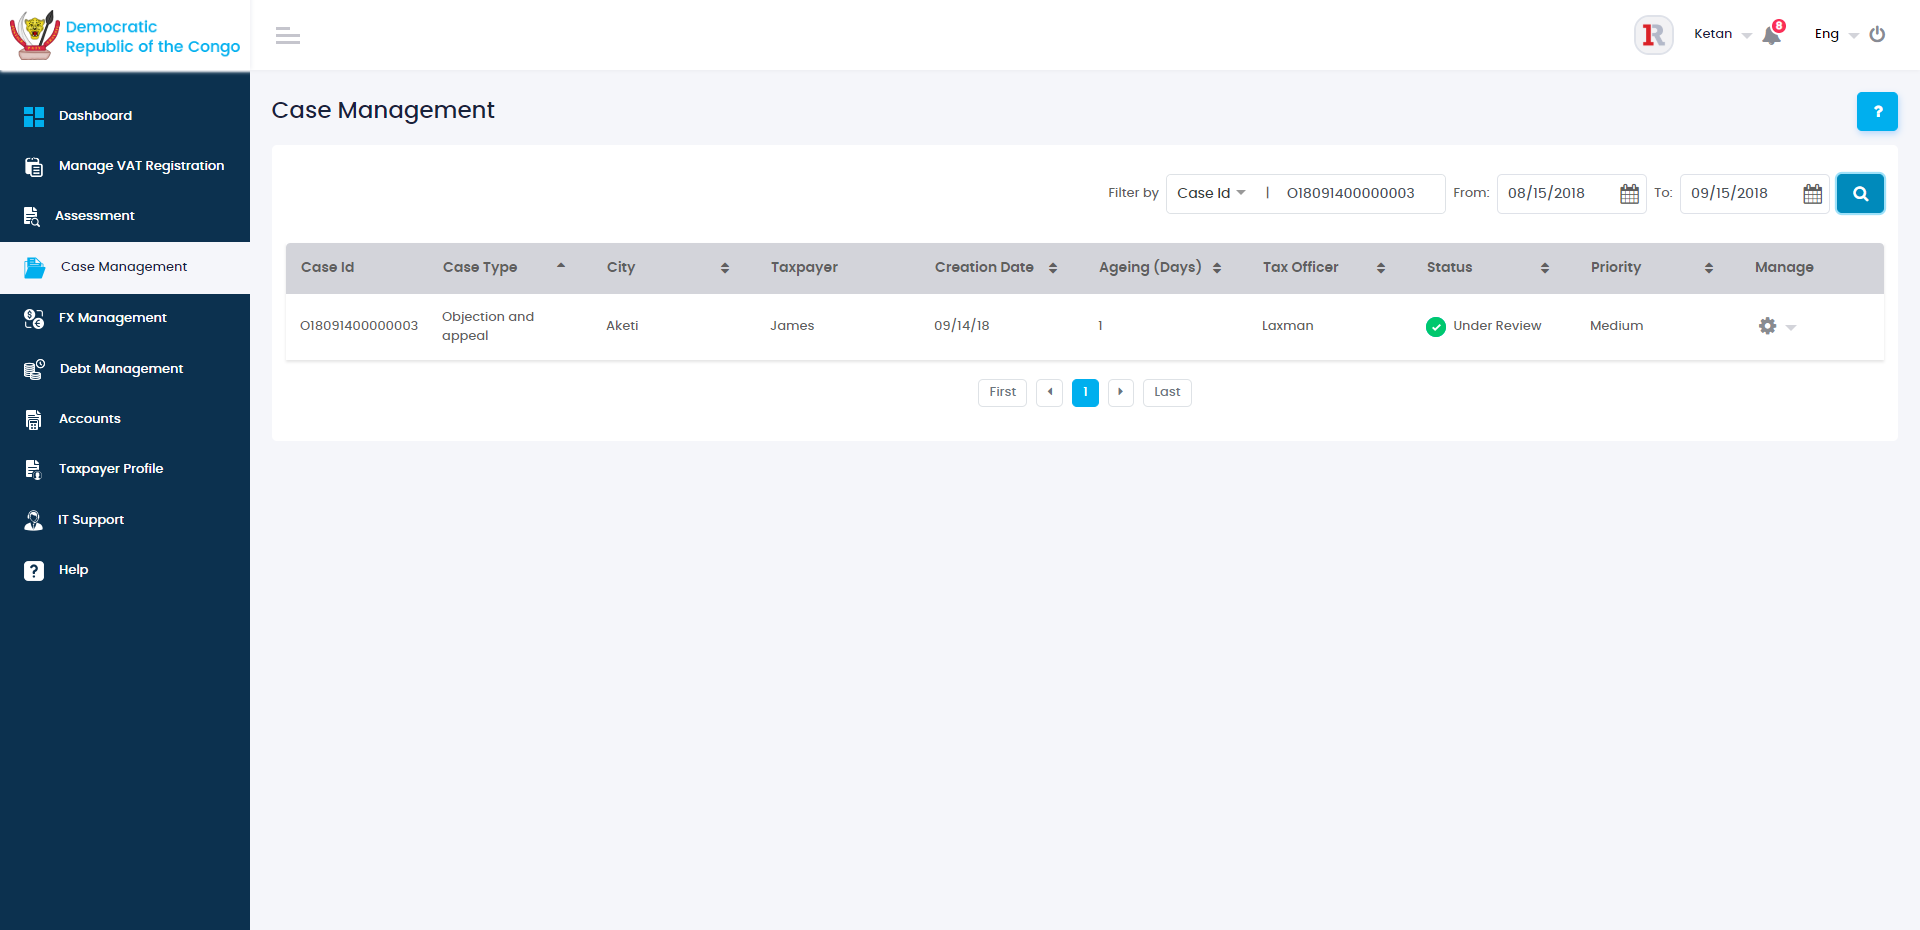 Democratic
Republic of the Congo
1R
Ketan
8
Eng
Dashboard
Manage VAT Registration
Assessment
Case Management
FX Management
Debt Management
Accounts
Taxpayer Profile
IT Support
Help
Case Management
?
Filter by Case Id | O18091400000003 From: 08/15/2018 To: 09/15/2018
Case Id Case Type City Taxpayer Creation Date Ageing (Days) Tax Officer Status Priority Manage
O18091400000003 Objection and appeal Aketi James 09/14/18 1 Laxman Under Review Medium
First 1 Last